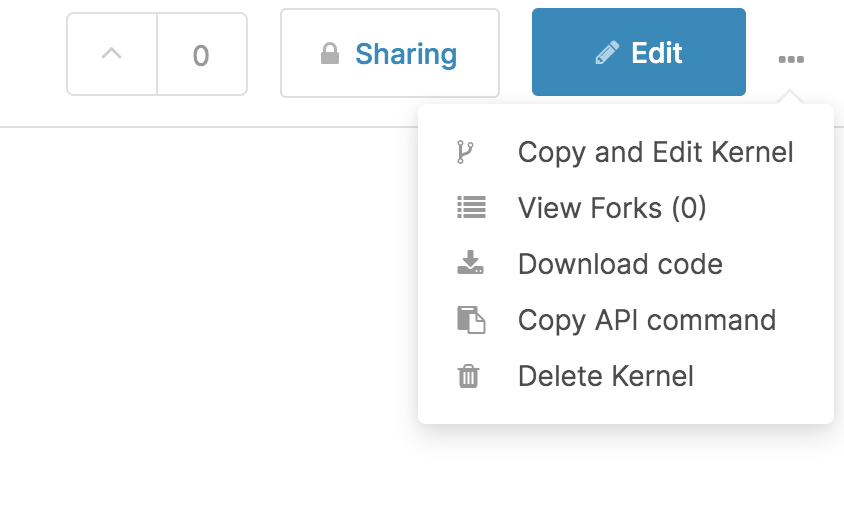 0
Sharing
Edit
Copy and Edit Kernel
View Forks (0)
Download code
Copy API command
Delete Kernel